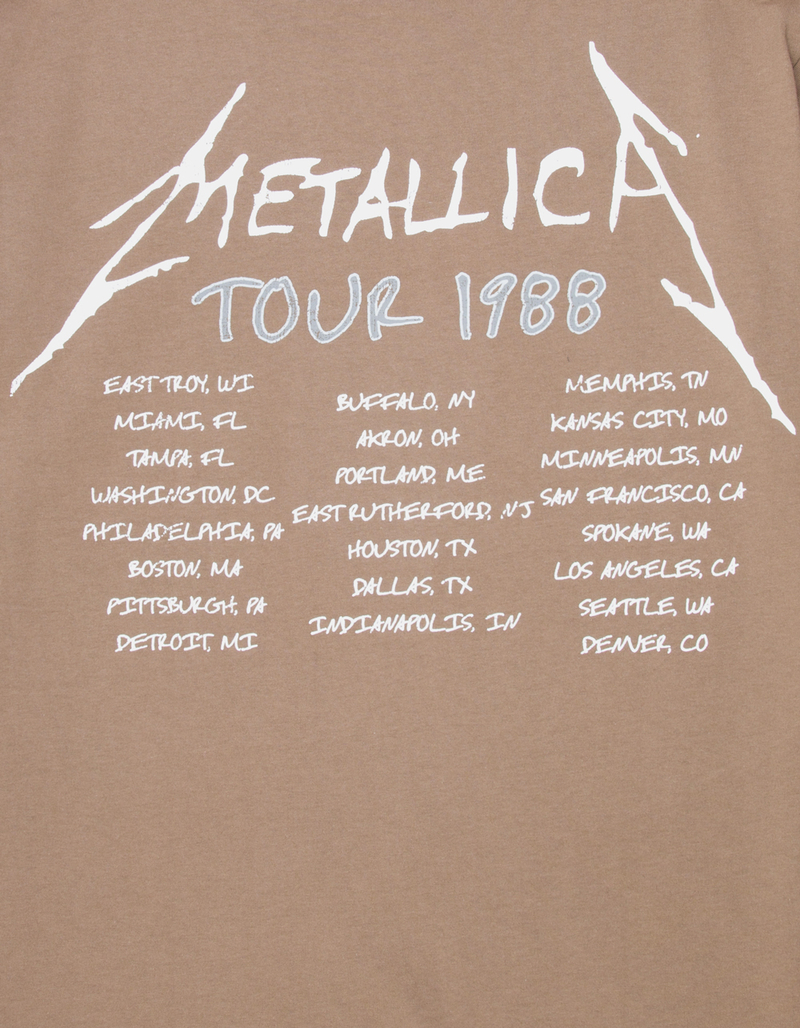 METALLICA
TOUR 1988
EAST TROY, WI
MIAMI, FL
TAMPA, FL
WASHINGTON, DC
PHILADELPHIA, PA
BOSTON, MA
PITTSBURGH, PA
DETROIT, MI
BUFFALO, NY
AKRON, OH
PORTLAND, ME
EAST RUTHERFORD, NJ
HOUSTON, TX
DALLAS, TX
INDIANAPOLIS, IN
MEMPHIS, TN
KANSAS CITY, MO
MINNEAPOLIS, MN
SAN FRANCISCO, CA
SPOKANE, WA
LOS ANGELES, CA
SEATTLE, WA
DENVER, CO